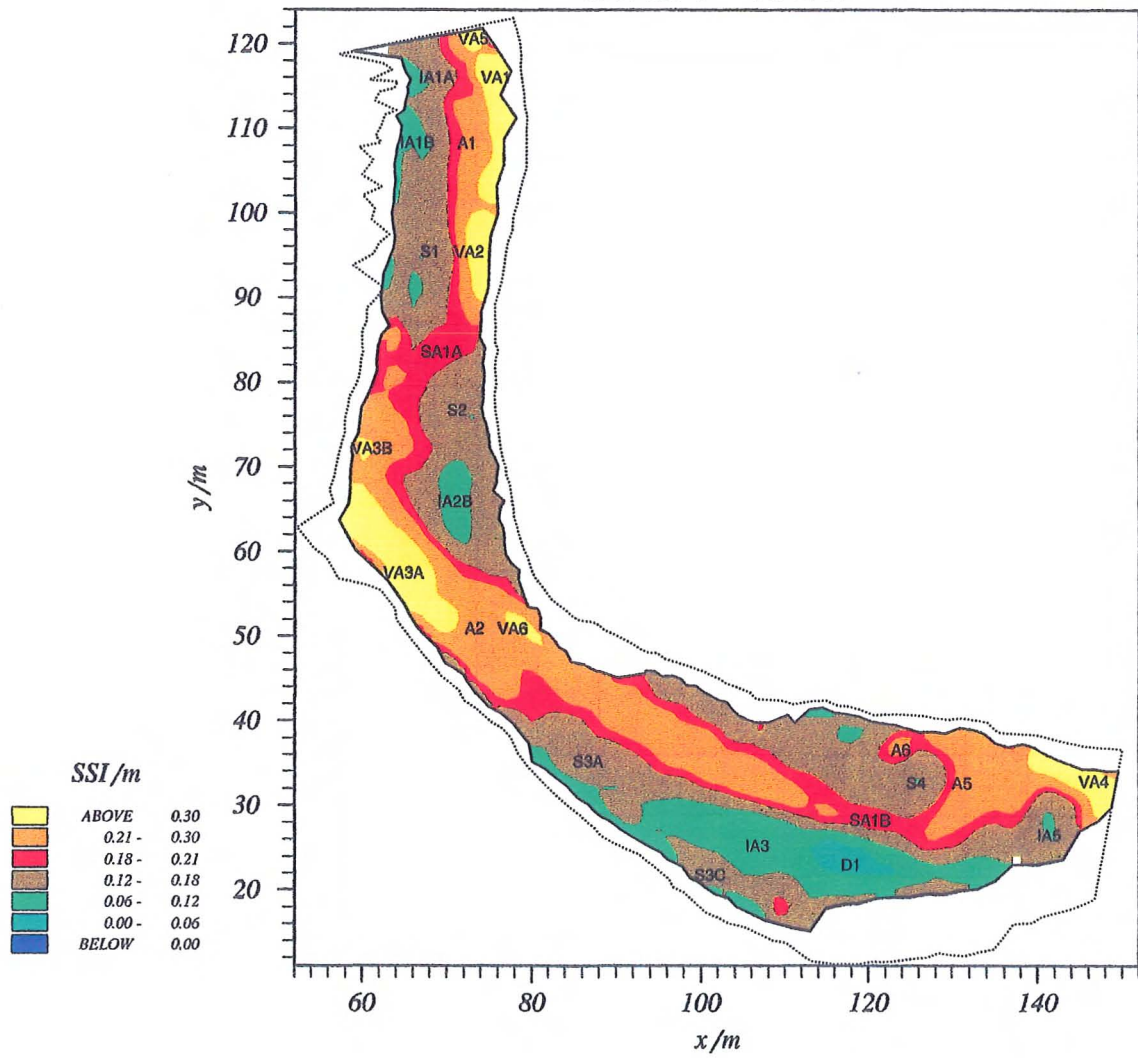 120
110
100
90
80
70
60
50
40
30
20
y/m
60
80
100
120
140
x/m
VA5
IA1A
VA1
IA1B
A1
S1
VA2
SA1A
S2
VA3B
IA2B
VA3A
A2
VA6
A6
S3A
S4
A5
VA4
SA1B
IA5
IA3
D1
S3C
SSI/m
ABOVE 0.30
0.21 - 0.30
0.18 - 0.21
0.12 - 0.18
0.06 - 0.12
0.00 - 0.06
BELOW 0.00